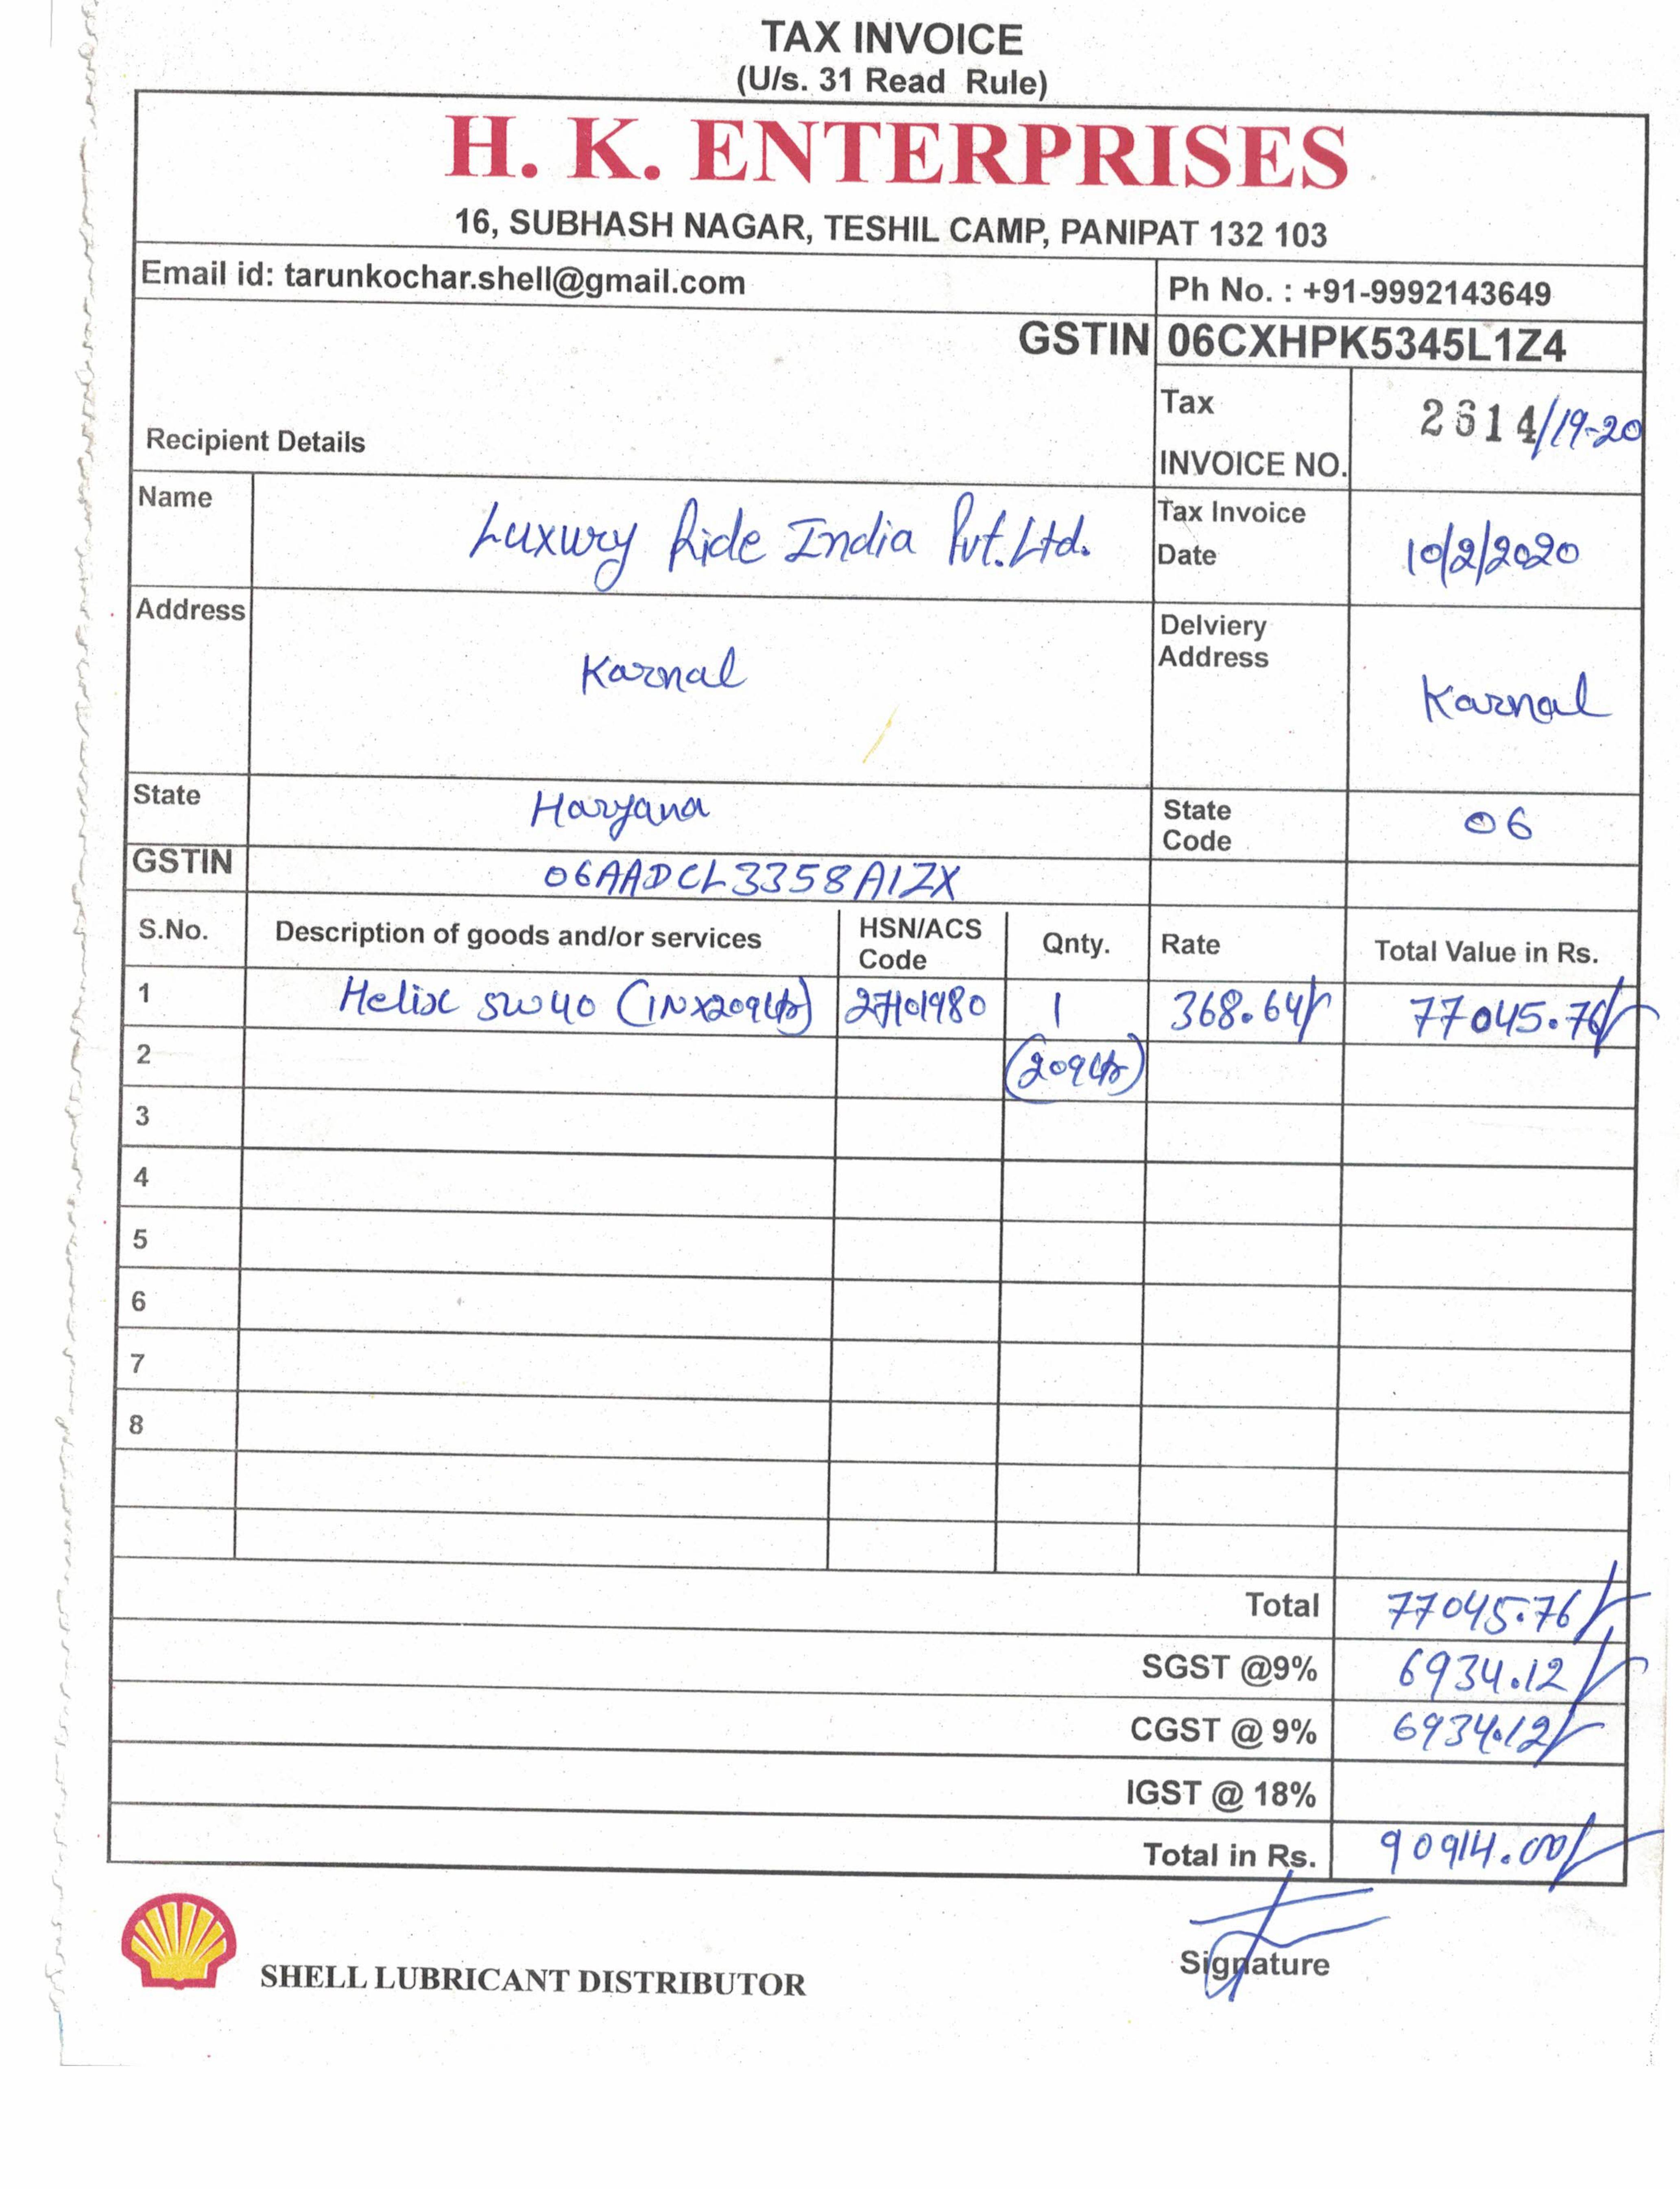 TAX INVOICE
(U/s. 31 Read Rule)
H. K. ENTERPRISES
16, SUBHASH NAGAR, TESHIL CAMP, PANIPAT 132 103
Email id: tarunkochar.shell@gmail.com
Ph No. : +91-9992143649
GSTIN 06CXHPK5345L1Z4
Recipient Details
Tax INVOICE NO. 2614/19-20
Name Luxury Ride India Pvt. Ltd.
Tax Invoice Date 10/2/2020
Address Karnal
Delviery Address Karnal
State Haryana
State Code 06
GSTIN 06AADCL3358A1ZX
S.No. Description of goods and/or services HSN/ACS Code Qnty. Rate Total Value in Rs.
1 Helix 5W40 (1NX209Ltr) 27101980 1 368.64/- 77045.76/-
2 (209Ltr)
3
4
5
6
7
8
Total 77045.76/-
SGST @9% 6934.12/-
CGST @ 9% 6934.12/-
IGST @ 18%
Total in Rs. 90914.00/-
Signature
SHELL LUBRICANT DISTRIBUTOR